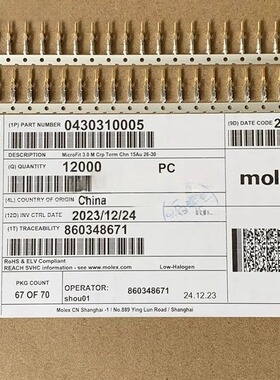 (1P) PART NUMBER 0430310005
(9D) DATE CODE 2
DESCRIPTION MicroFit 3.0 M Crp Term Chn 15Au 26-30
(Q) QUANTITY 12000 PC
(4L) COUNTRY OF ORIGIN China
(12D) INV CTRL DATE 2023/12/24
(1T) TRACEABILITY 860348671
mol
RoHS & ELV Compliant
REACH SVHC information - see www.molex.com Low-Halogen
PKG COUNT
67 OF 70
OPERATOR: 860348671
shou01 24.12.23
Molex CN Shanghai -1 / No.889 Ying Lun Road / Shanghai